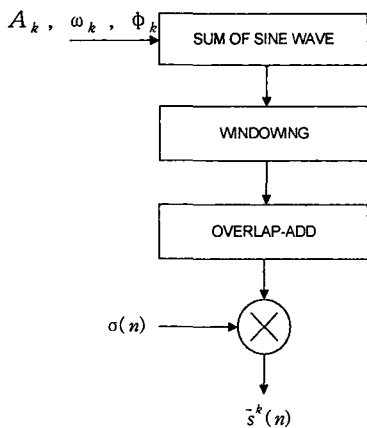 A_k , ω_k , ϕ_k
SUM OF SINE WAVE
WINDOWING
OVERLAP-ADD
σ(n)
s̃^k(n)